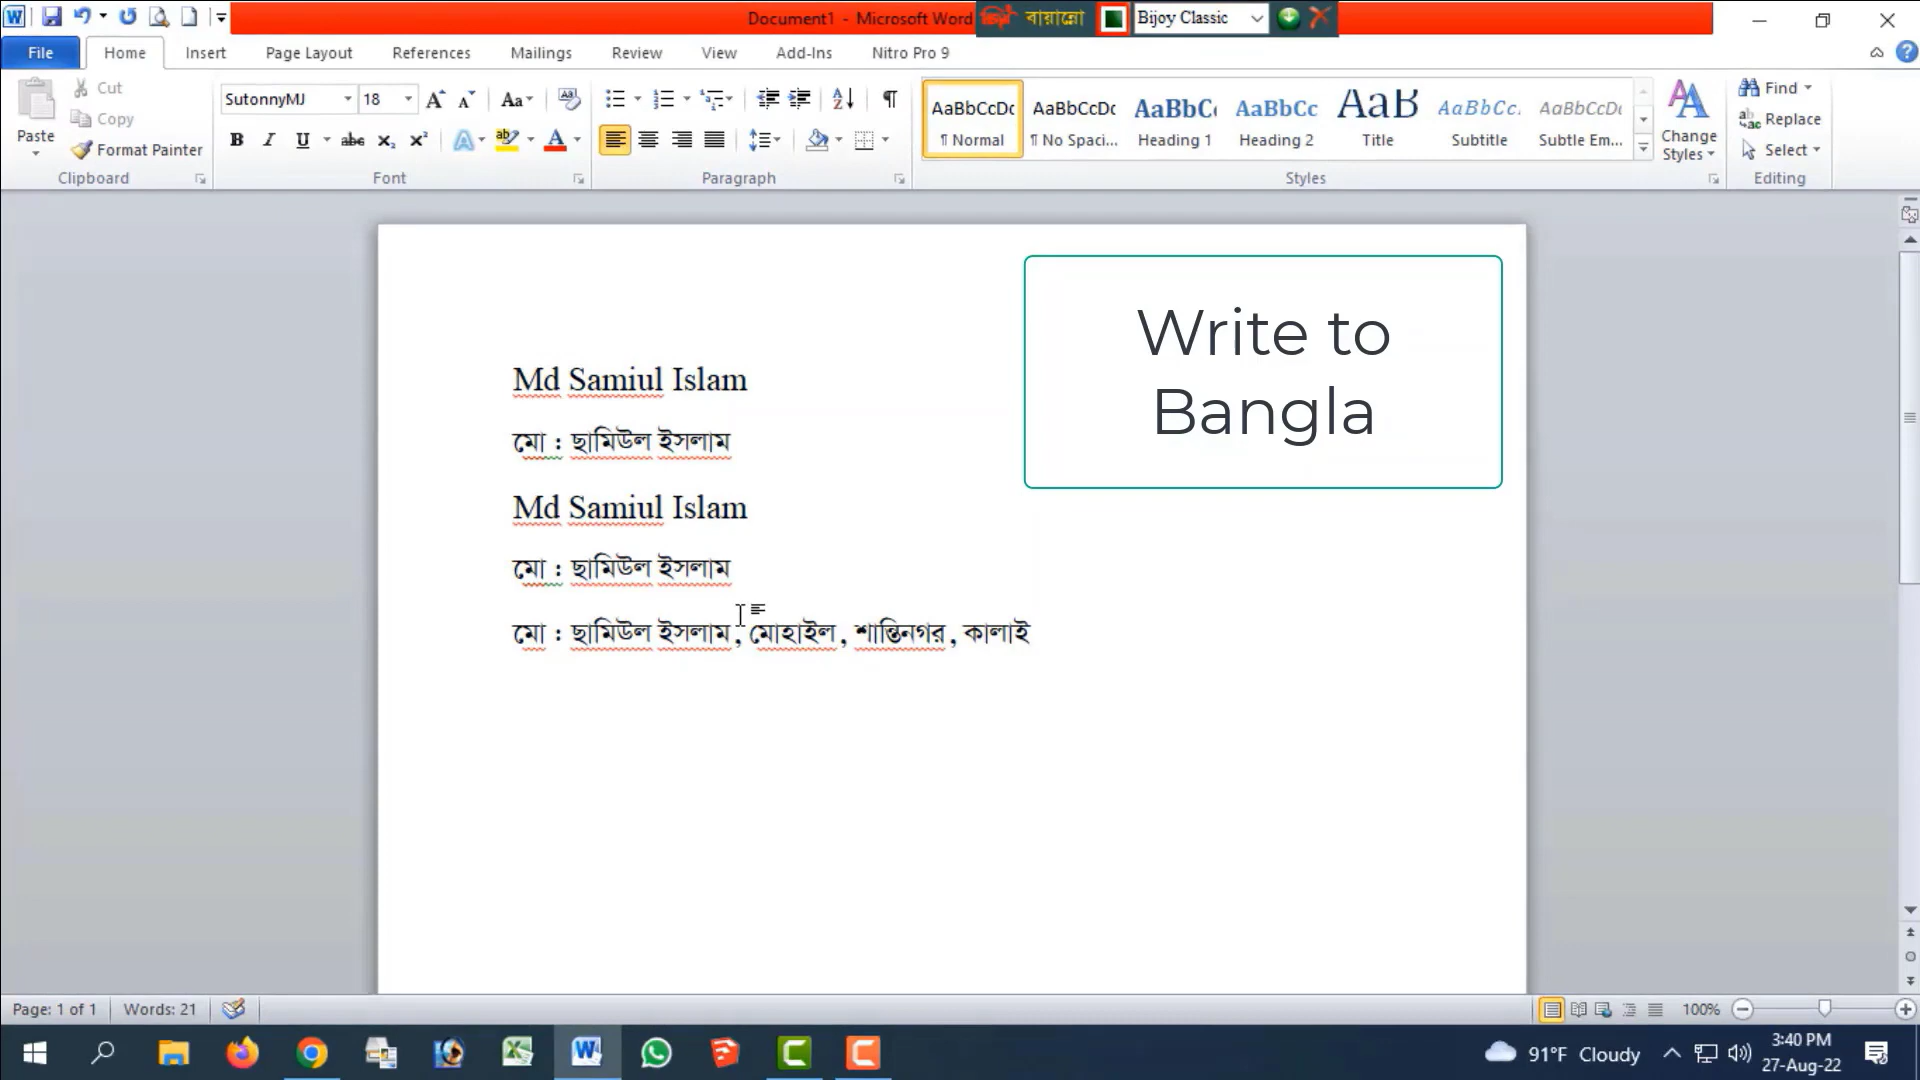 Document1 - Microsoft Word বায়ান্নো Bijoy Classic
File Home Insert Page Layout References Mailings Review View Add-Ins Nitro Pro 9
Cut
Copy
Paste
Format Painter
Clipboard
SutonnyMJ 18
Font
Paragraph
AaBbCcDc AaBbCcDc AaBbC AaBbCc AaB AaBbCc. AaBbCcDc
¶ Normal ¶ No Spaci... Heading 1 Heading 2 Title Subtitle Subtle Em...
Change
Styles
Styles
Find
Replace
Select
Editing
Write to
Bangla
Md Samiul Islam
মো : ছামিউল ইসলাম
Md Samiul Islam
মো : ছামিউল ইসলাম
মো : ছামিউল ইসলাম , মোহাইল , শান্তিনগর , কালাই
Page: 1 of 1 Words: 21 100%
91°F Cloudy 3:40 PM
27-Aug-22